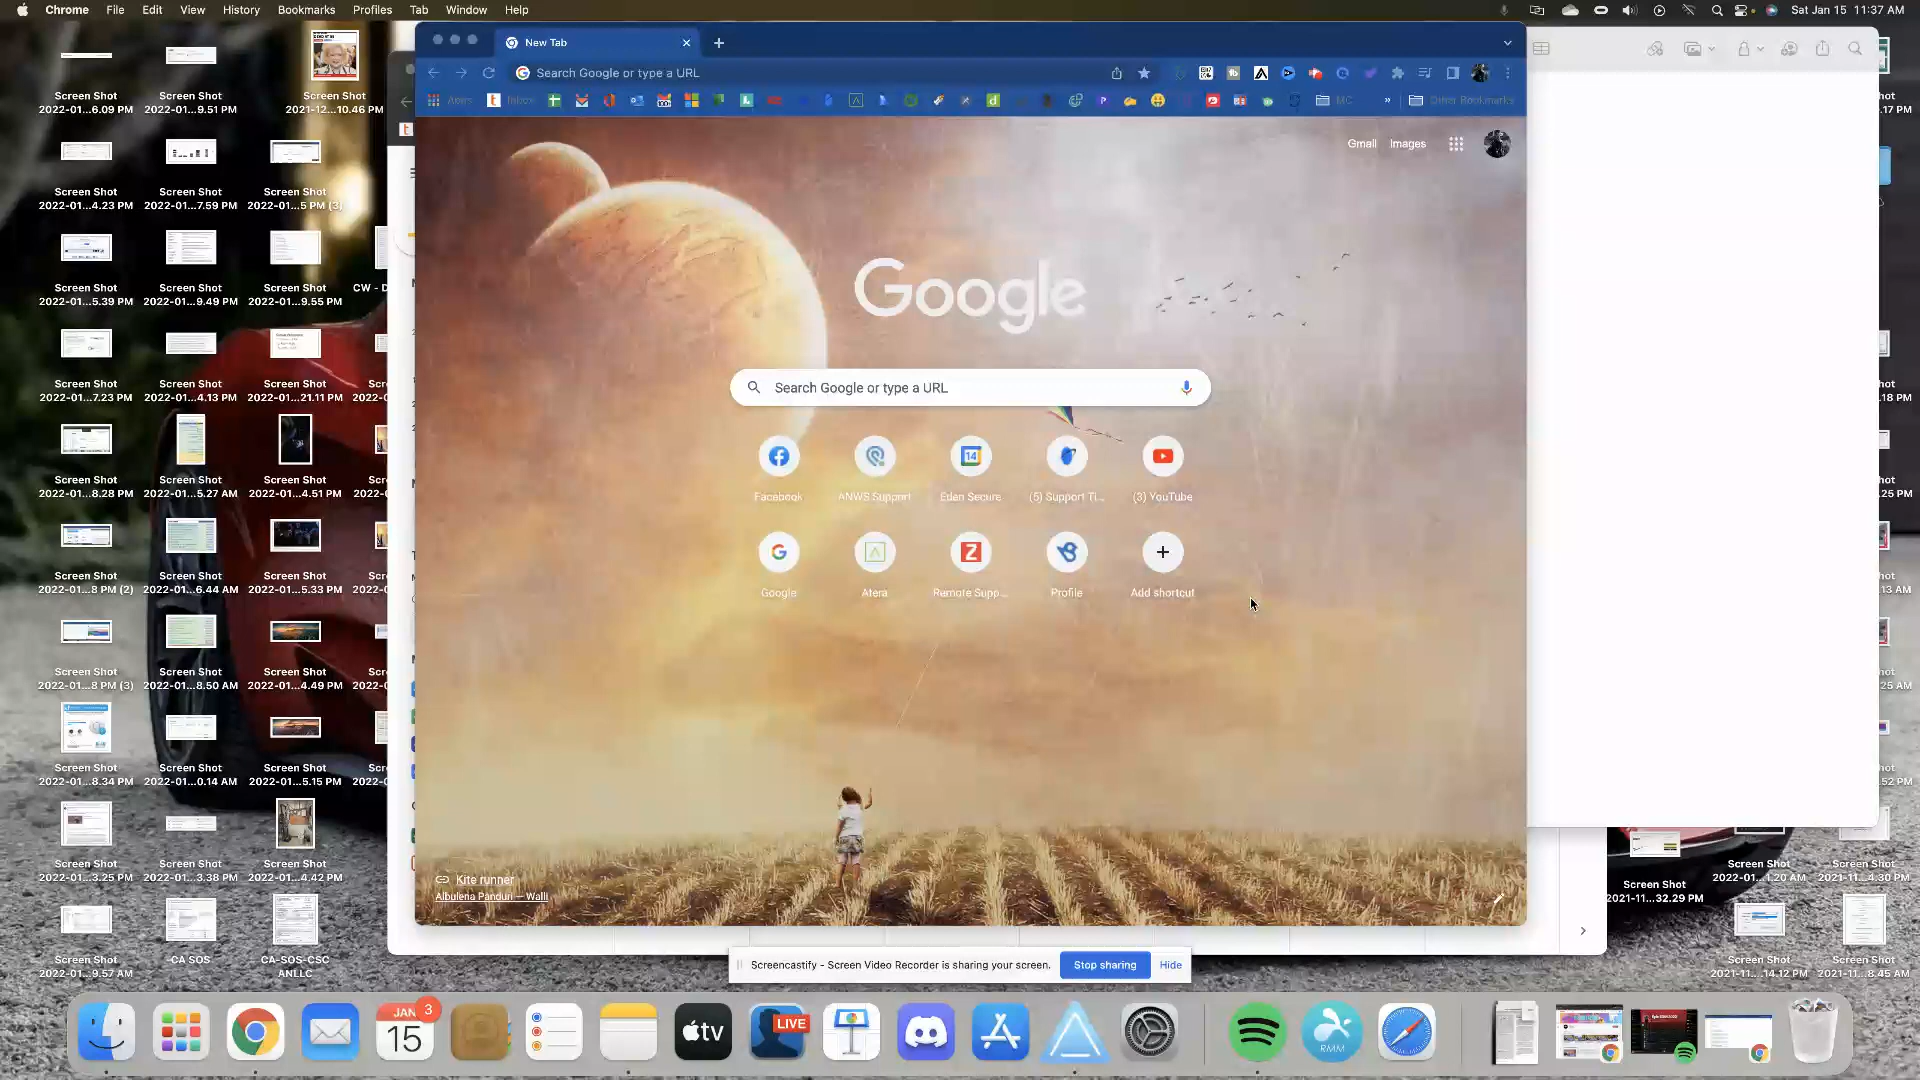 Chrome File Edit View History Bookmarks Profiles Tab Window Help
Sat Jan 15 11:37 AM
New Tab
Search Google or type a URL
Inbox
MC
Other Bookmarks
Gmail Images
Google
Search Google or type a URL
Facebook
ANWS Support
Eden Secure
(5) Support Ti...
(3) YouTube
Google
Atera
Remote Supp...
Profile
Add shortcut
Kite runner
Albulena Panduri — Walli
Screencastify - Screen Video Recorder is sharing your screen.
Stop sharing
Hide
Screen Shot
2022-01...6.09 PM
Screen Shot
2022-01...9.51 PM
Screen Shot
2021-12...10.46 PM
Screen Shot
2022-01...4.23 PM
Screen Shot
2022-01...7.59 PM
Screen Shot
2022-01...5 PM (3)
Screen Shot
2022-01...5.39 PM
Screen Shot
2022-01...9.49 PM
Screen Shot
2022-01...9.55 PM
CW - D
Screen Shot
2022-01...7.23 PM
Screen Shot
2022-01...4.13 PM
Screen Shot
2022-01...21.11 PM
Screen Shot
2022-01...8.28 PM
Screen Shot
2022-01...5.27 AM
Screen Shot
2022-01...4.51 PM
Screen Shot
2022-01...8 PM (2)
Screen Shot
2022-01...6.44 AM
Screen Shot
2022-01...5.33 PM
Screen Shot
2022-01...8 PM (3)
Screen Shot
2022-01...8.50 AM
Screen Shot
2022-01...4.49 PM
Screen Shot
2022-01...8.34 PM
Screen Shot
2022-01...0.14 AM
Screen Shot
2022-01...5.15 PM
Screen Shot
2022-01...3.25 PM
Screen Shot
2022-01...3.38 PM
Screen Shot
2022-01...4.42 PM
Screen Shot
2022-01...9.57 AM
CA SOS
CA-SOS-CSC
ANLLC
Screen Shot
2021-11...32.29 PM
Screen Shot
2022-01...1.20 AM
Screen Shot
2021-11...4.30 PM
Screen Shot
2021-11...14.12 PM
Screen Shot
2021-11...8.45 AM
JAN
15
3
tv
LIVE
RMM